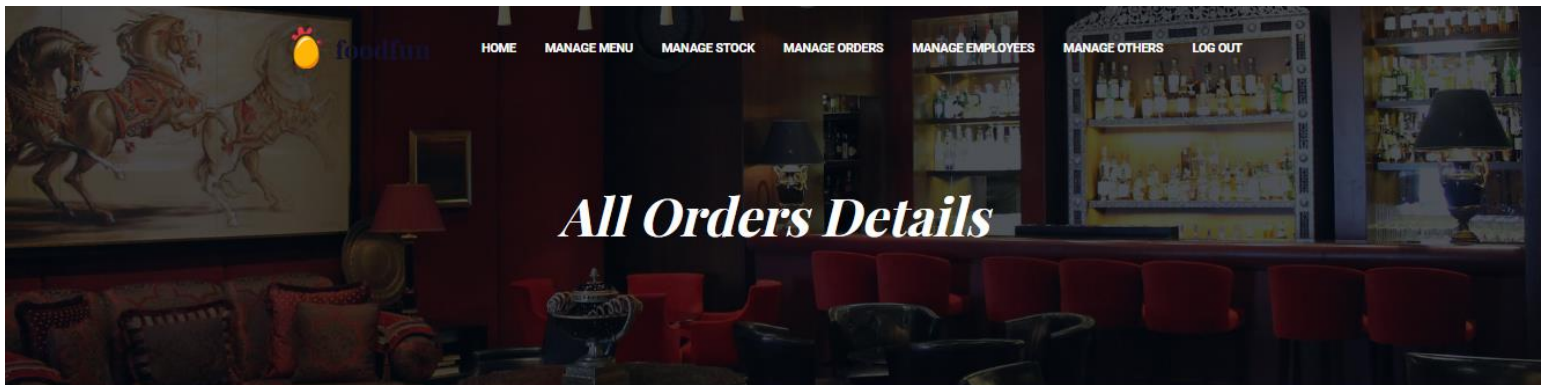 foodfun HOME MANAGE MENU MANAGE STOCK MANAGE ORDERS MANAGE EMPLOYEES MANAGE OTHERS LOG OUT
All Orders Details